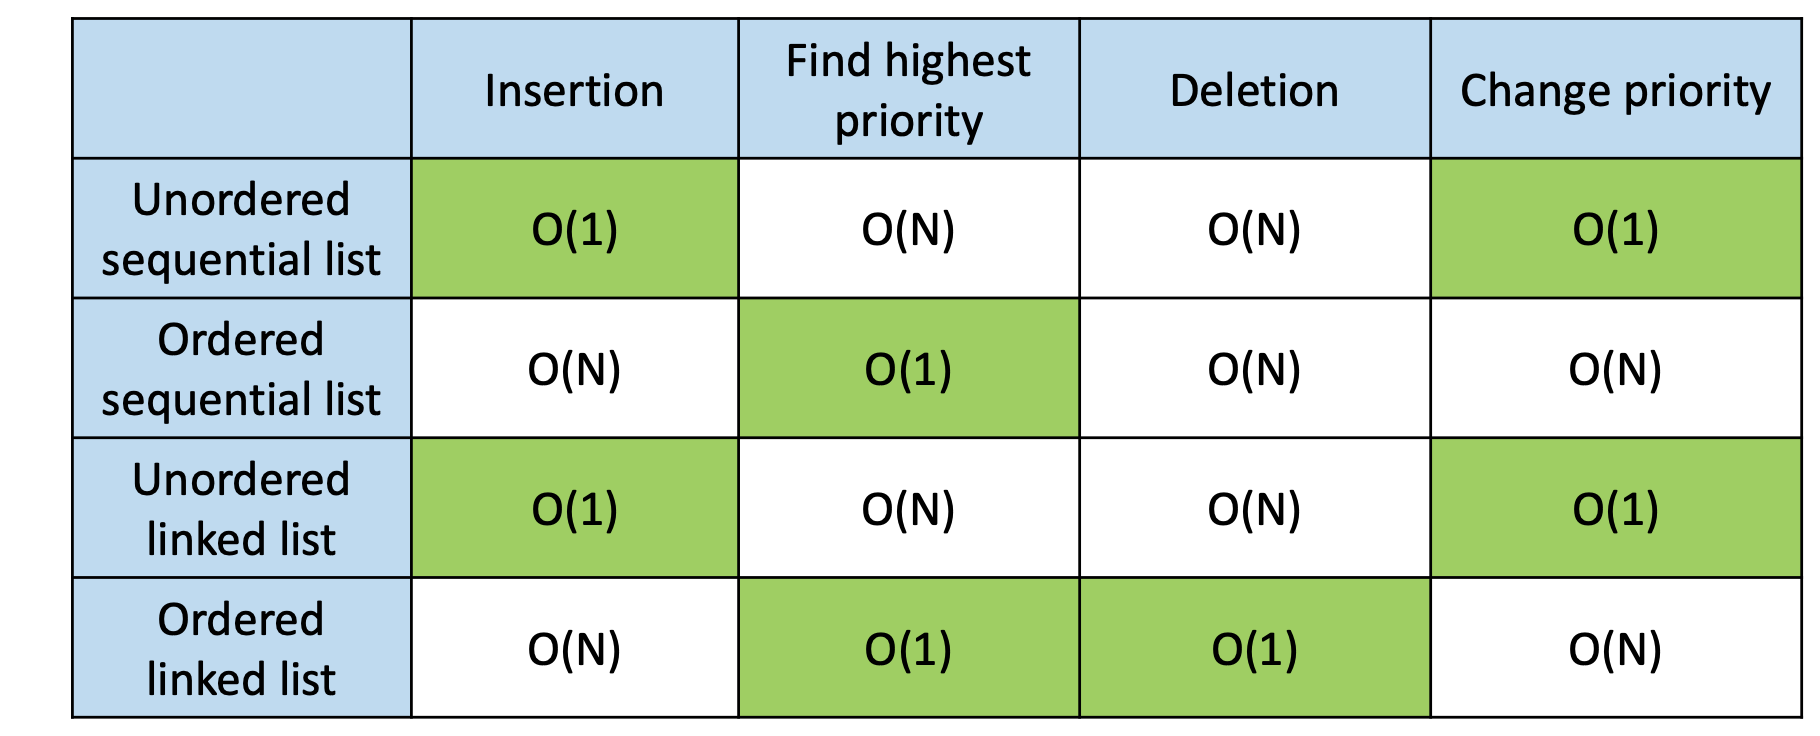 Insertion
Find highest
priority
Deletion
Change priority
Unordered
sequential list
O(1)
O(N)
O(N)
O(1)
Ordered
sequential list
O(N)
O(1)
O(N)
O(N)
Unordered
linked list
O(1)
O(N)
O(N)
O(1)
Ordered
linked list
O(N)
O(1)
O(1)
O(N)